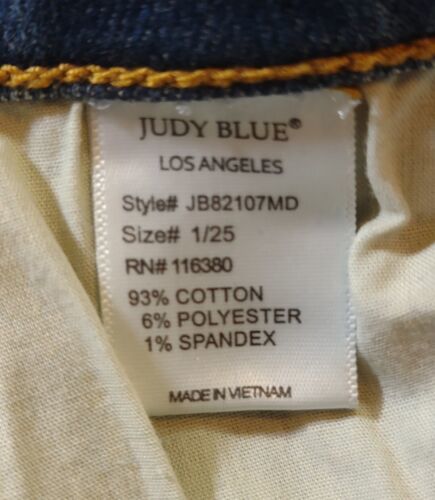 JUDY BLUE®
LOS ANGELES
Style# JB82107MD
Size# 1/25
RN# 116380
93% COTTON
6% POLYESTER
1% SPANDEX
MADE IN VIETNAM